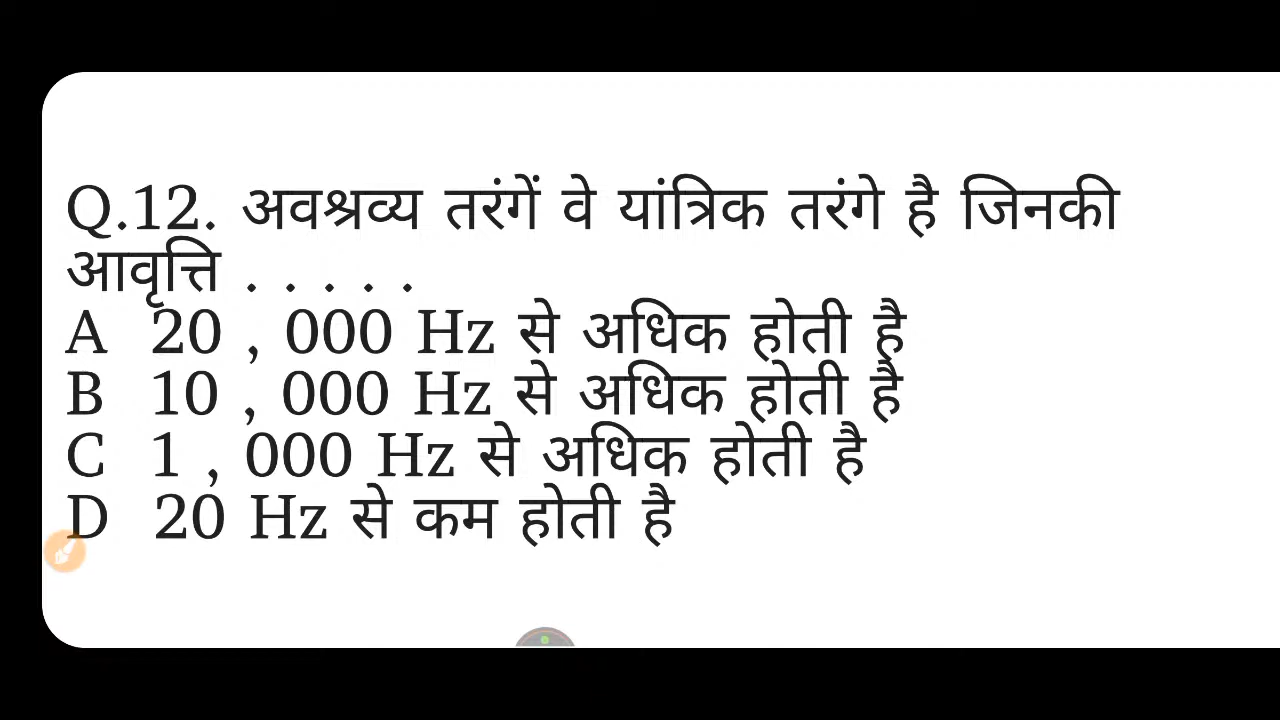 Q.12. अवश्रव्य तरंगें वे यांत्रिक तरंगे है जिनकी
आवृत्ति . . . . .
A 20 , 000 Hz से अधिक होती है
B 10 , 000 Hz से अधिक होती है
C 1 , 000 Hz से अधिक होती है
D 20 Hz से कम होती है